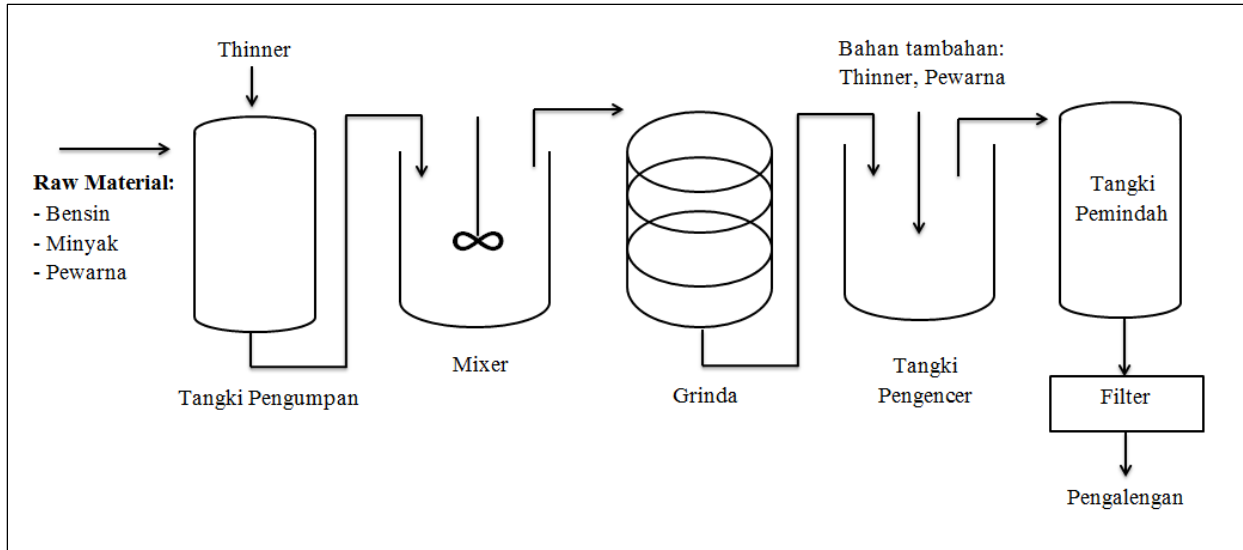 Thinner
Raw Material:
- Bensin
- Minyak
- Pewarna
Tangki Pengumpan
Mixer
Grinda
Bahan tambahan:
Thinner, Pewarna
Tangki
Pengencer
Tangki
Pemindah
Filter
Pengalengan